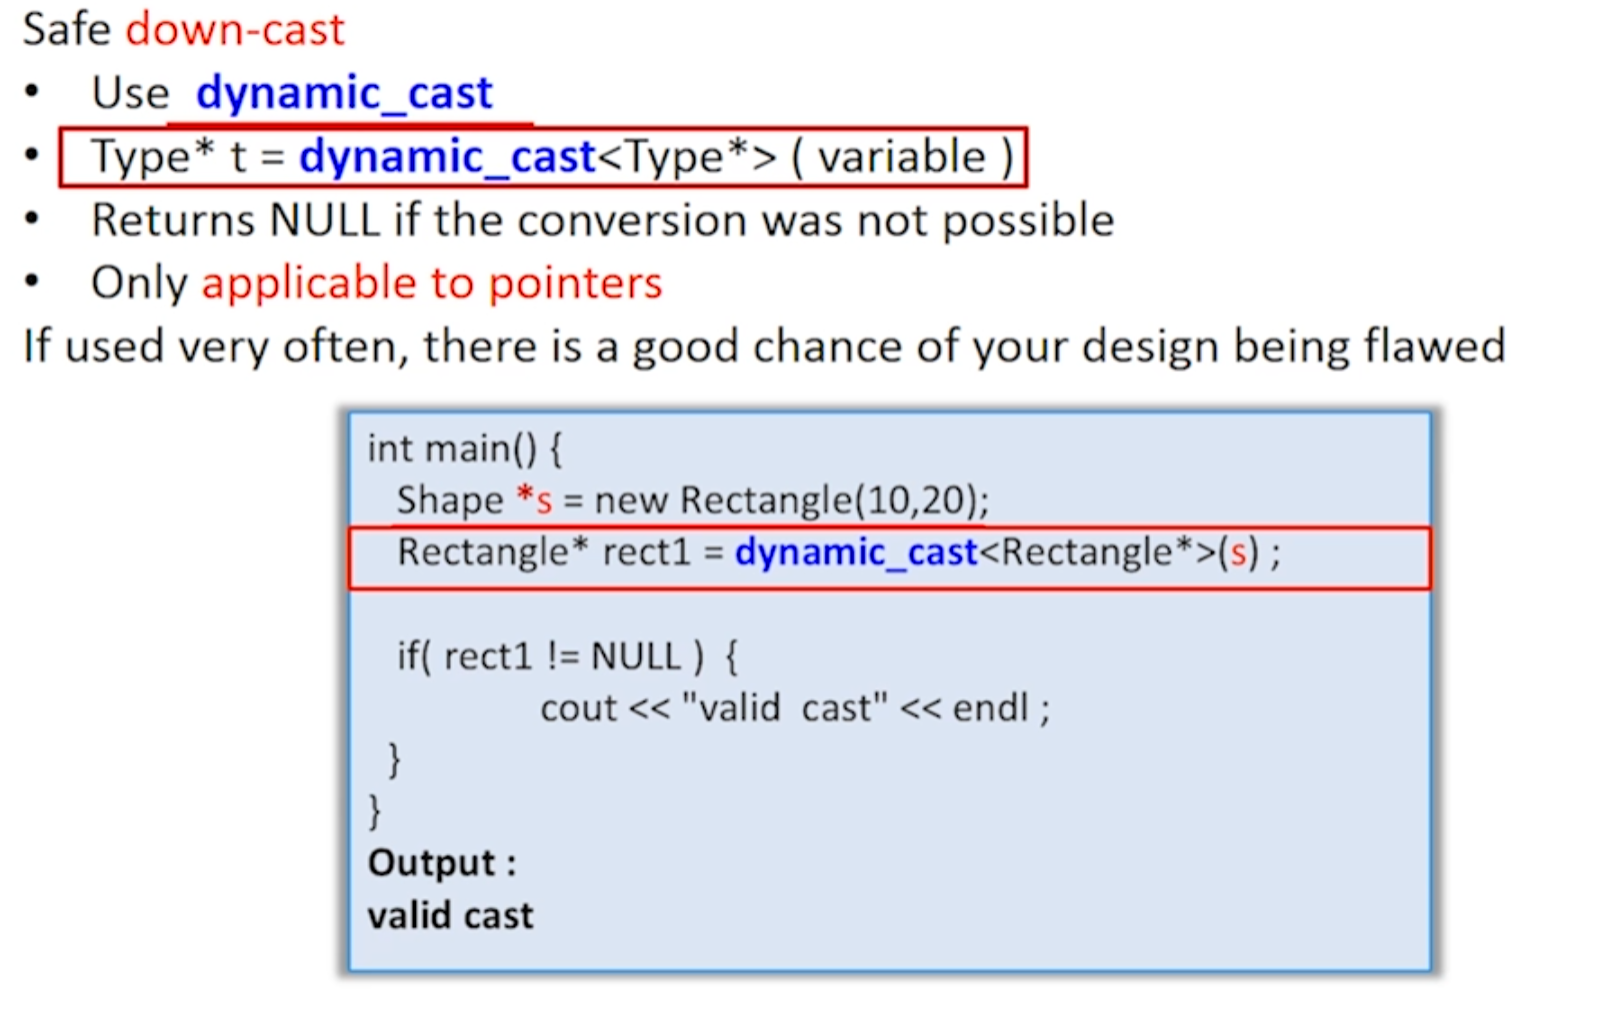 Safe down-cast
• Use dynamic_cast
• Type* t = dynamic_cast<Type*> ( variable )
• Returns NULL if the conversion was not possible
• Only applicable to pointers
If used very often, there is a good chance of your design being flawed
int main() {
Shape *s = new Rectangle(10,20);
Rectangle* rect1 = dynamic_cast<Rectangle*>(s) ;
if( rect1 != NULL ) {
cout << "valid  cast" << endl ;
}
}
Output :
valid cast